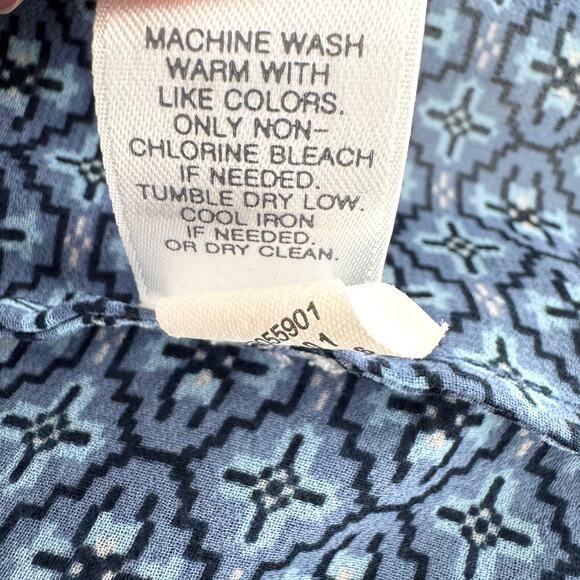 MACHINE WASH
WARM WITH
LIKE COLORS.
ONLY NON-
CHLORINE BLEACH
IF NEEDED.
TUMBLE DRY LOW.
COOL IRON
IF NEEDED.
OR DRY CLEAN.
055901